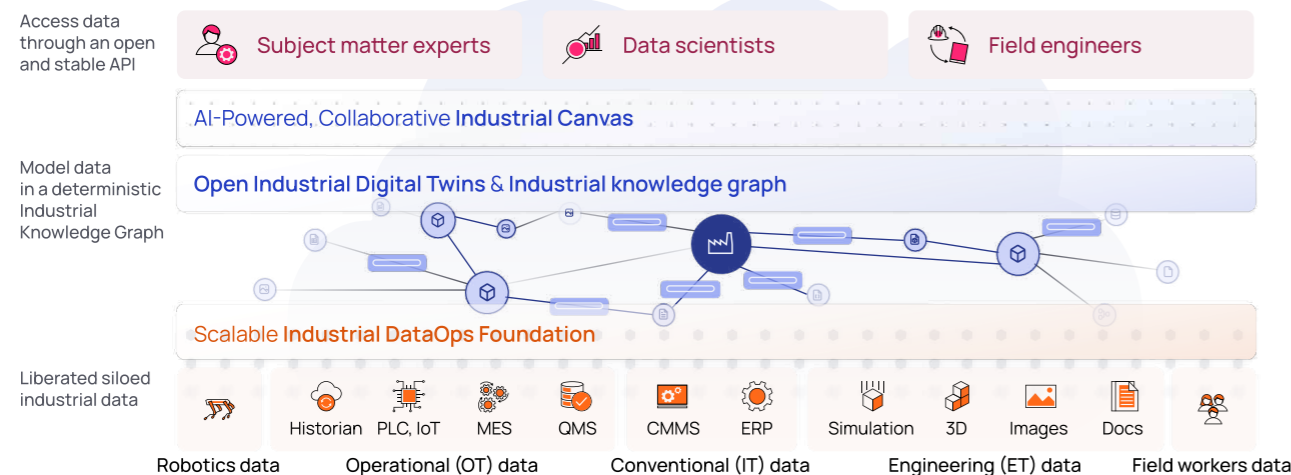 Access data
through an open
and stable API
Subject matter experts
Data scientists
Field engineers
AI-Powered, Collaborative Industrial Canvas
Model data
in a deterministic
Industrial
Knowledge Graph
Open Industrial Digital Twins & Industrial knowledge graph
Scalable Industrial DataOps Foundation
Liberated siloed
industrial data
Historian
PLC, IoT
MES
QMS
CMMS
ERP
Simulation
3D
Images
Docs
Robotics data
Operational (OT) data
Conventional (IT) data
Engineering (ET) data
Field workers data